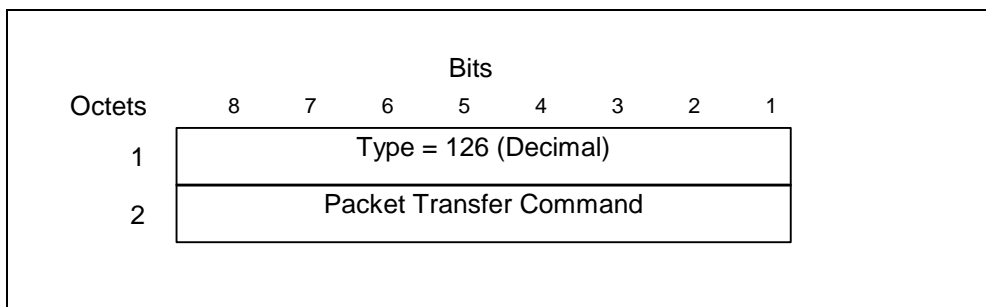 Bits
Octets 8 7 6 5 4 3 2 1
1 Type = 126 (Decimal)
2 Packet Transfer Command